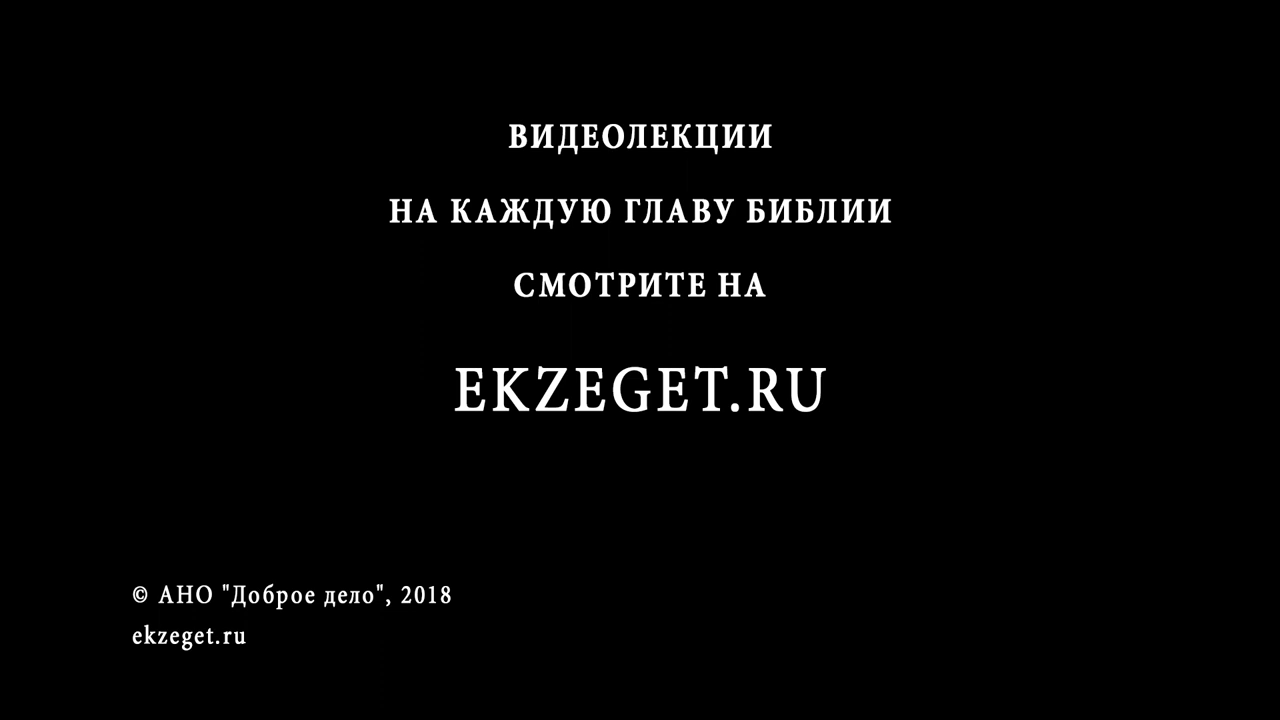 ВИДЕОЛЕКЦИИ
НА КАЖДУЮ ГЛАВУ БИБЛИИ
СМОТРИТЕ НА
EKZEGET.RU
© АНО "Доброе дело", 2018
ekzeget.ru